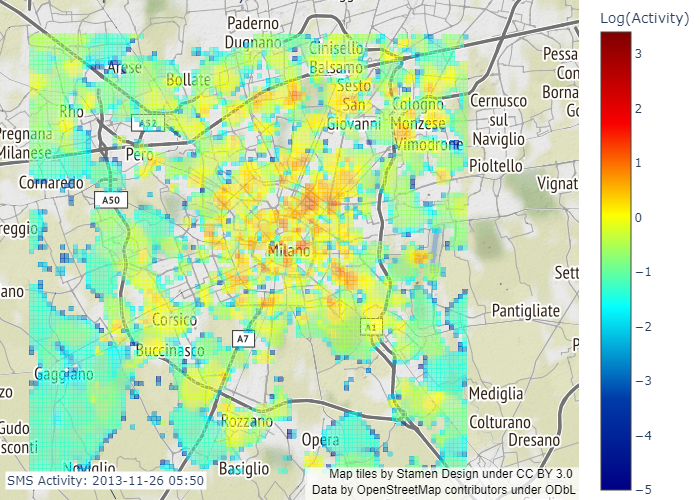 Paderno
Dugnano
Cinisello
Balsamo
Log(Activity)
Arese
Bollate
Sesto
San
Giovanni
Cologno
Monzese
Vimodrone
Pessa
Con
Borna
Go
Cernusco
sul
Naviglio
Rho
A52
Pregnana
Milanese
Pero
Pioltello
Cornaredo
Vignat
A50
reggio
Milano
Sett
ano
Pantigliate
Corsico
A1
A7
Buccinasco
P
Gaggiano
zo
Mediglia
Rozzano
Colturano
Gudo
sconti
Opera
Dresano
Noviglio
Basiglio
3
2
1
0
−1
−2
−3
−4
−5
SMS Activity: 2013-11-26 05:50
Map tiles by Stamen Design under CC BY 3.0
Data by OpenStreetMap contributors under ODbL